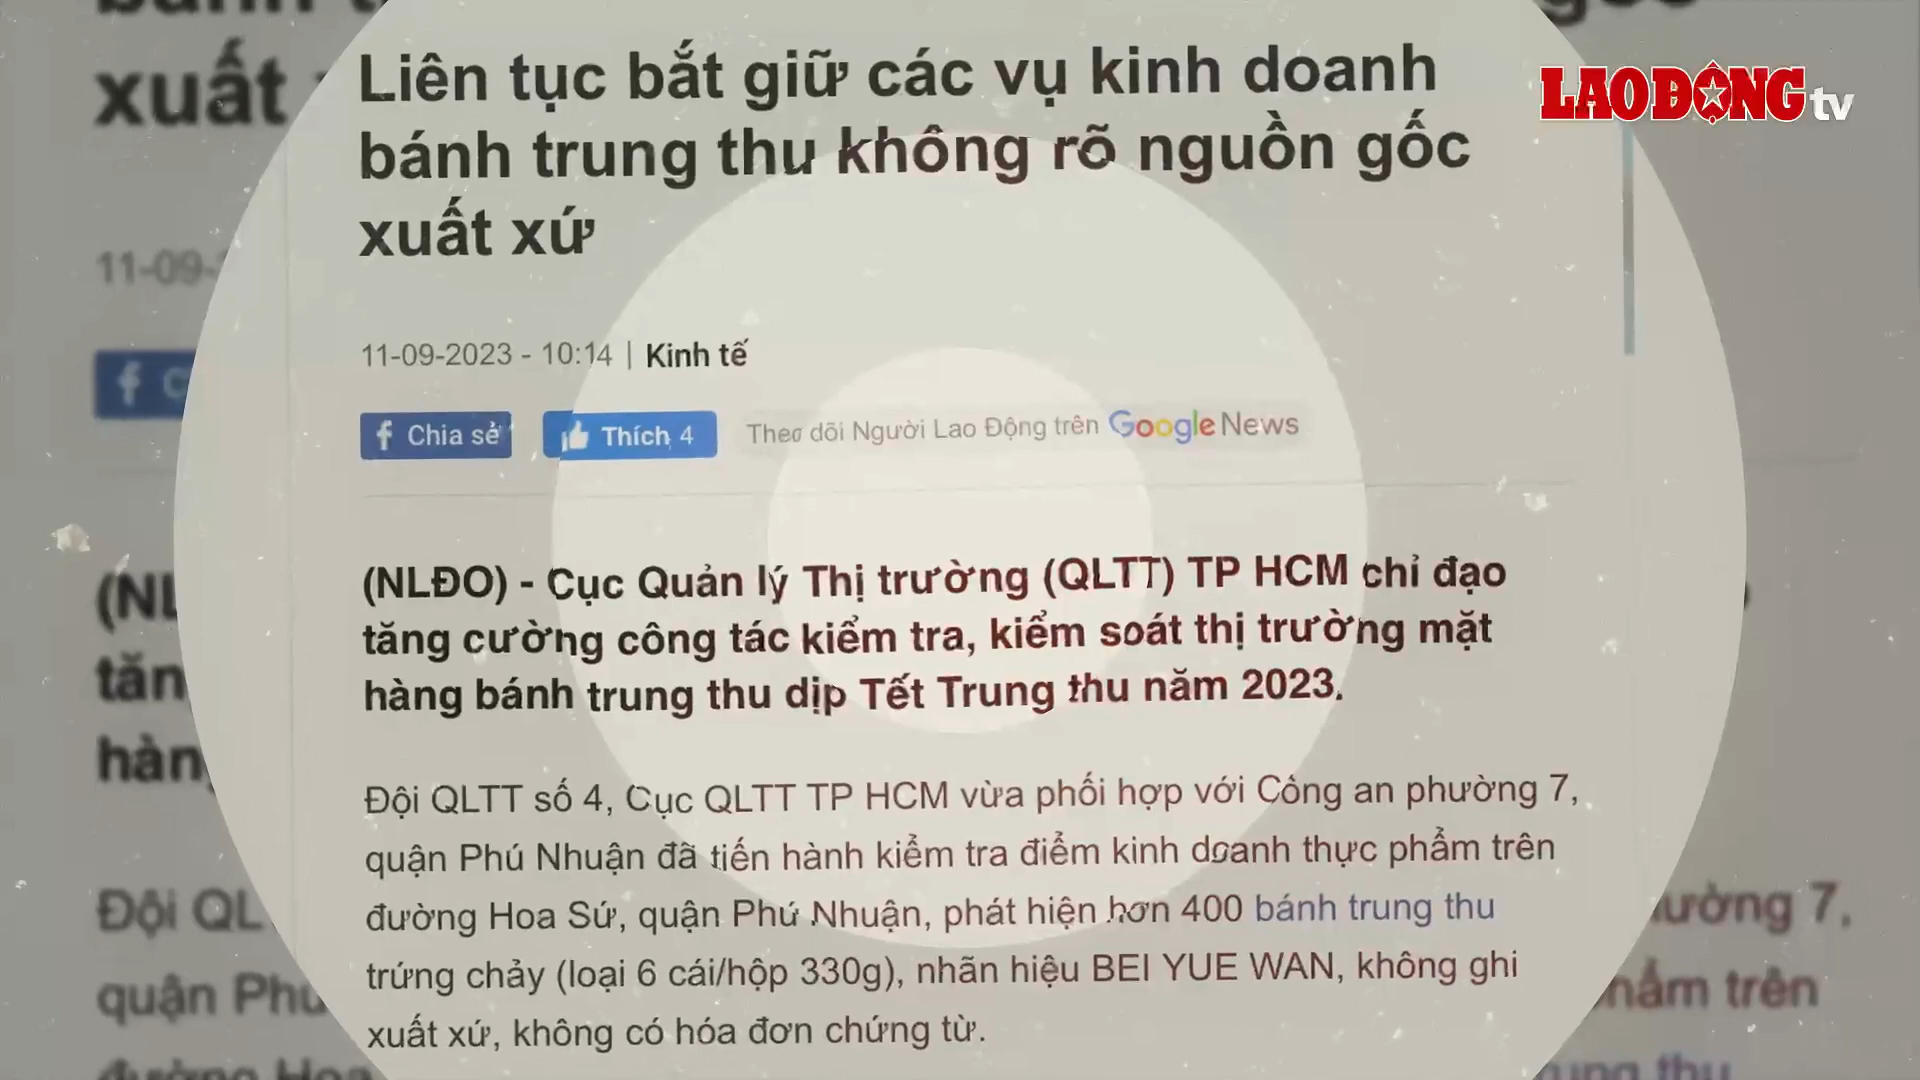 LAO ĐỘNG tv
Liên tục bắt giữ các vụ kinh doanh
bánh trung thu không rõ nguồn gốc
xuất xứ
11-09-2023 - 10:14 | Kinh tế
Chia sẻ
Thích 4
Theo dõi Người Lao Động trên Google News
(NLĐO) - Cục Quản lý Thị trường (QLTT) TP HCM chỉ đạo
tăng cường công tác kiểm tra, kiểm soát thị trường mặt
hàng bánh trung thu dịp Tết Trung thu năm 2023.
Đội QLTT số 4, Cục QLTT TP HCM vừa phối hợp với Công an phường 7,
quận Phú Nhuận đã tiến hành kiểm tra điểm kinh doanh thực phẩm trên
đường Hoa Sứ, quận Phú Nhuận, phát hiện hơn 400 bánh trung thu
trứng chảy (loại 6 cái/hộp 330g), nhãn hiệu BEI YUE WAN, không ghi
xuất xứ, không có hóa đơn chứng từ.